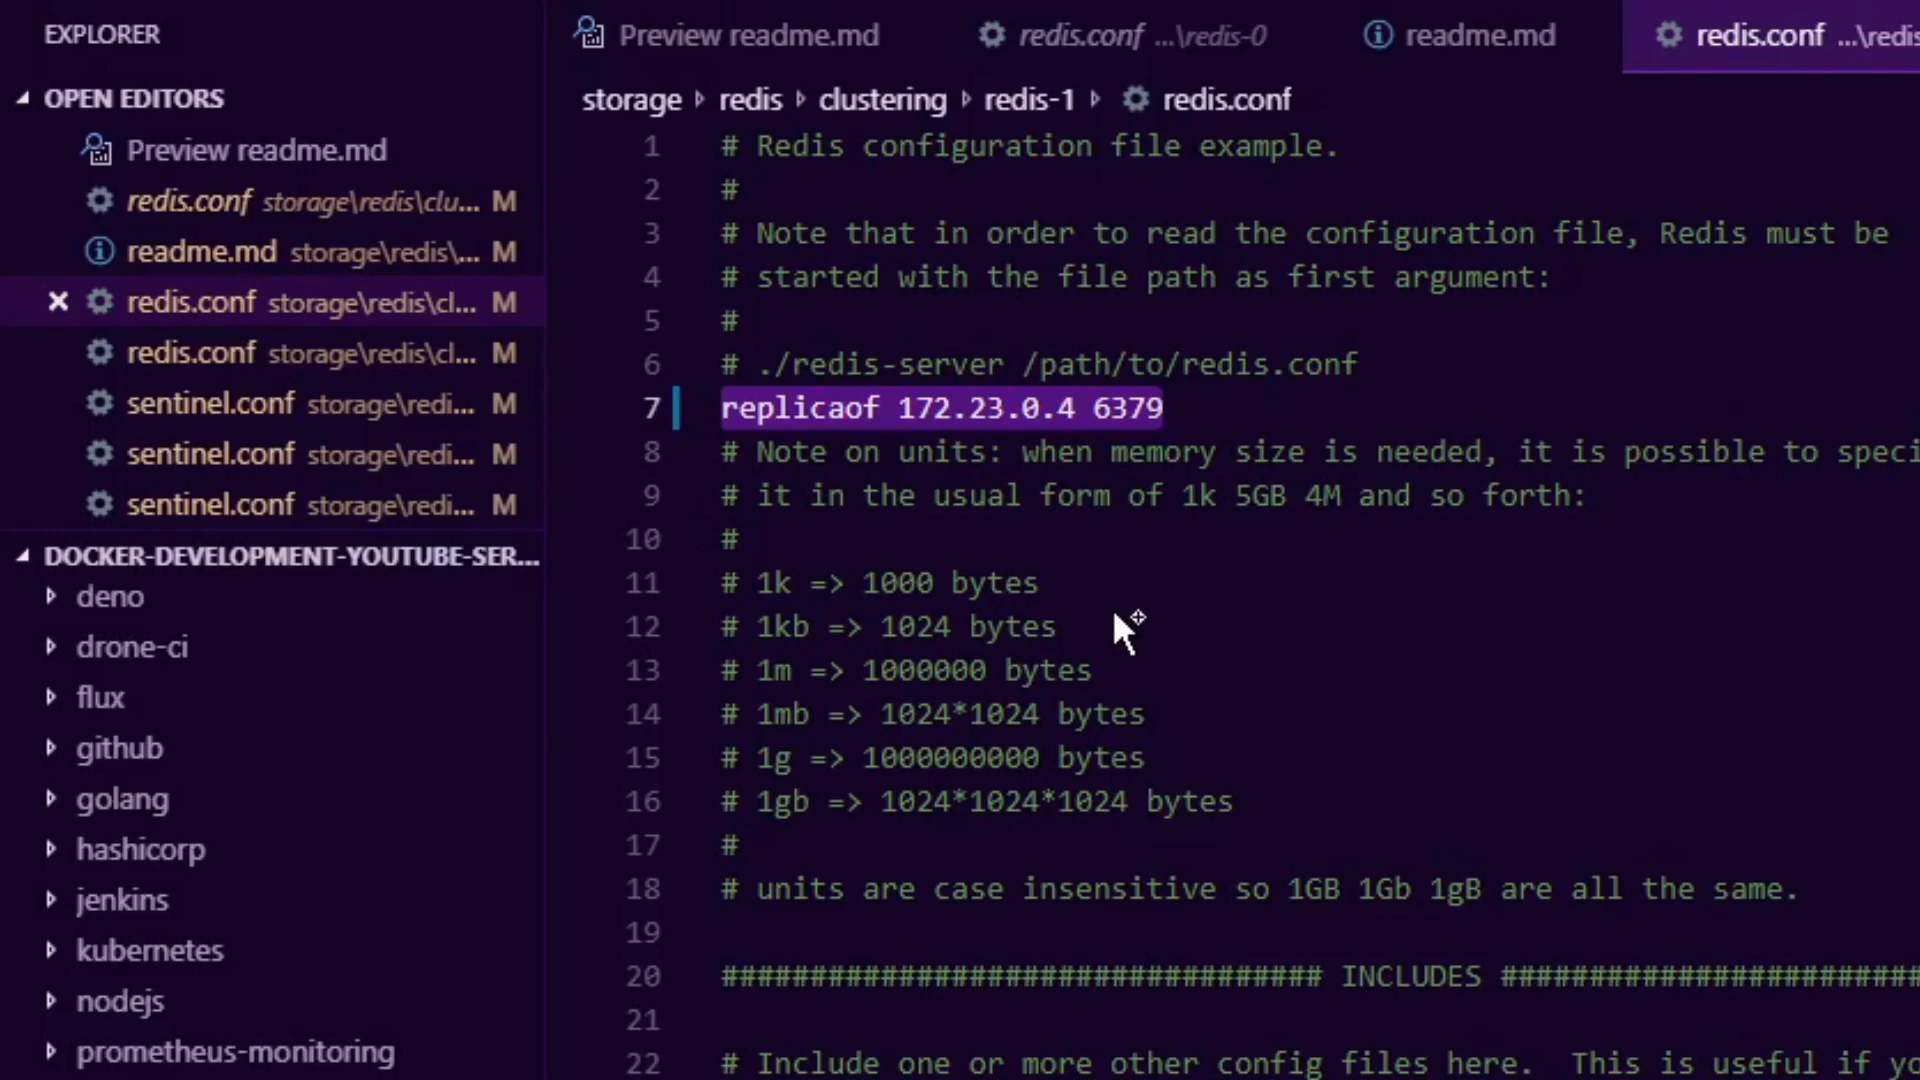 EXPLORER
OPEN EDITORS
Preview readme.md
redis.conf storage\redis\clu... M
readme.md storage\redis\... M
redis.conf storage\redis\cl... M
redis.conf storage\redis\cl... M
sentinel.conf storage\redi... M
sentinel.conf storage\redi... M
sentinel.conf storage\redi... M
DOCKER-DEVELOPMENT-YOUTUBE-SER...
deno
drone-ci
flux
github
golang
hashicorp
jenkins
kubernetes
nodejs
prometheus-monitoring
Preview readme.md redis.conf ...\redis-0 readme.md redis.conf ...\redis
storage redis clustering redis-1 redis.conf
1 # Redis configuration file example.
2 #
3 # Note that in order to read the configuration file, Redis must be
4 # started with the file path as first argument:
5 #
6 # ./redis-server /path/to/redis.conf
7 replicaof 172.23.0.4 6379
8 # Note on units: when memory size is needed, it is possible to speci
9 # it in the usual form of 1k 5GB 4M and so forth:
10 #
11 # 1k => 1000 bytes
12 # 1kb => 1024 bytes
13 # 1m => 1000000 bytes
14 # 1mb => 1024*1024 bytes
15 # 1g => 1000000000 bytes
16 # 1gb => 1024*1024*1024 bytes
17 #
18 # units are case insensitive so 1GB 1Gb 1gB are all the same.
19
20 ################################## INCLUDES ########################
21
22 # Include one or more other config files here. This is useful if yo